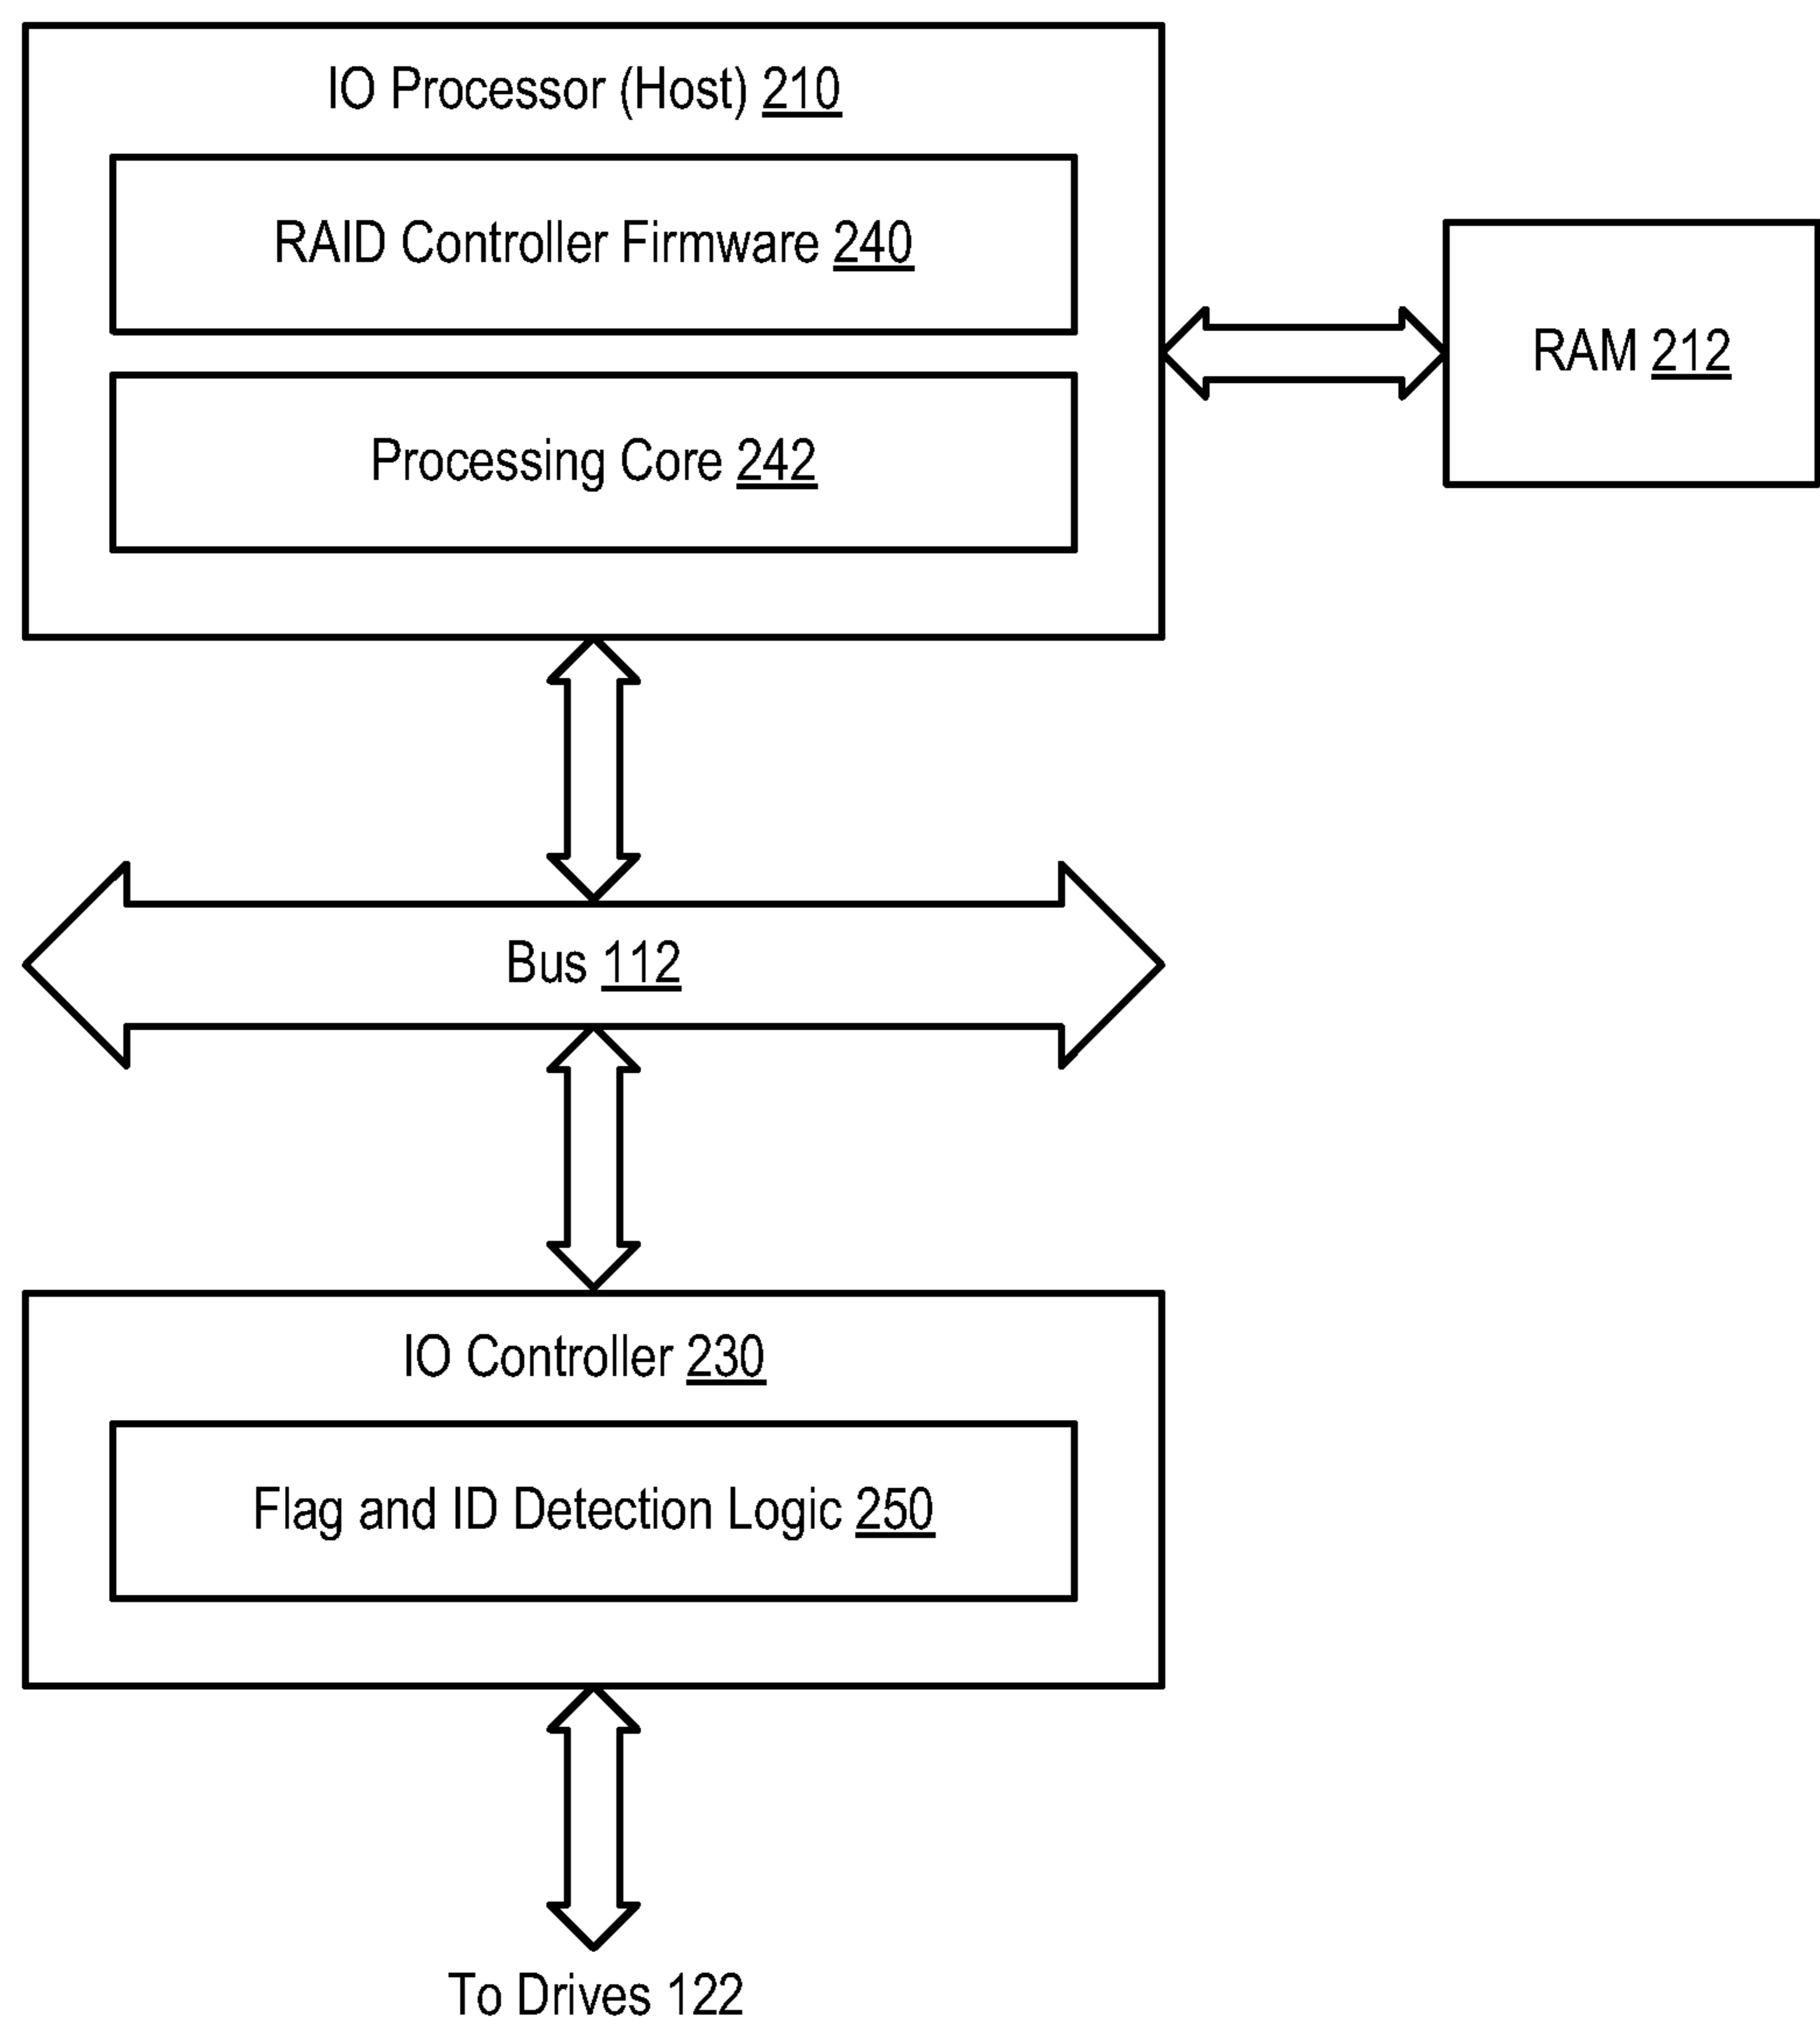 IO Processor (Host) 210
RAID Controller Firmware 240
Processing Core 242
RAM 212
Bus 112
IO Controller 230
Flag and ID Detection Logic 250
To Drives 122